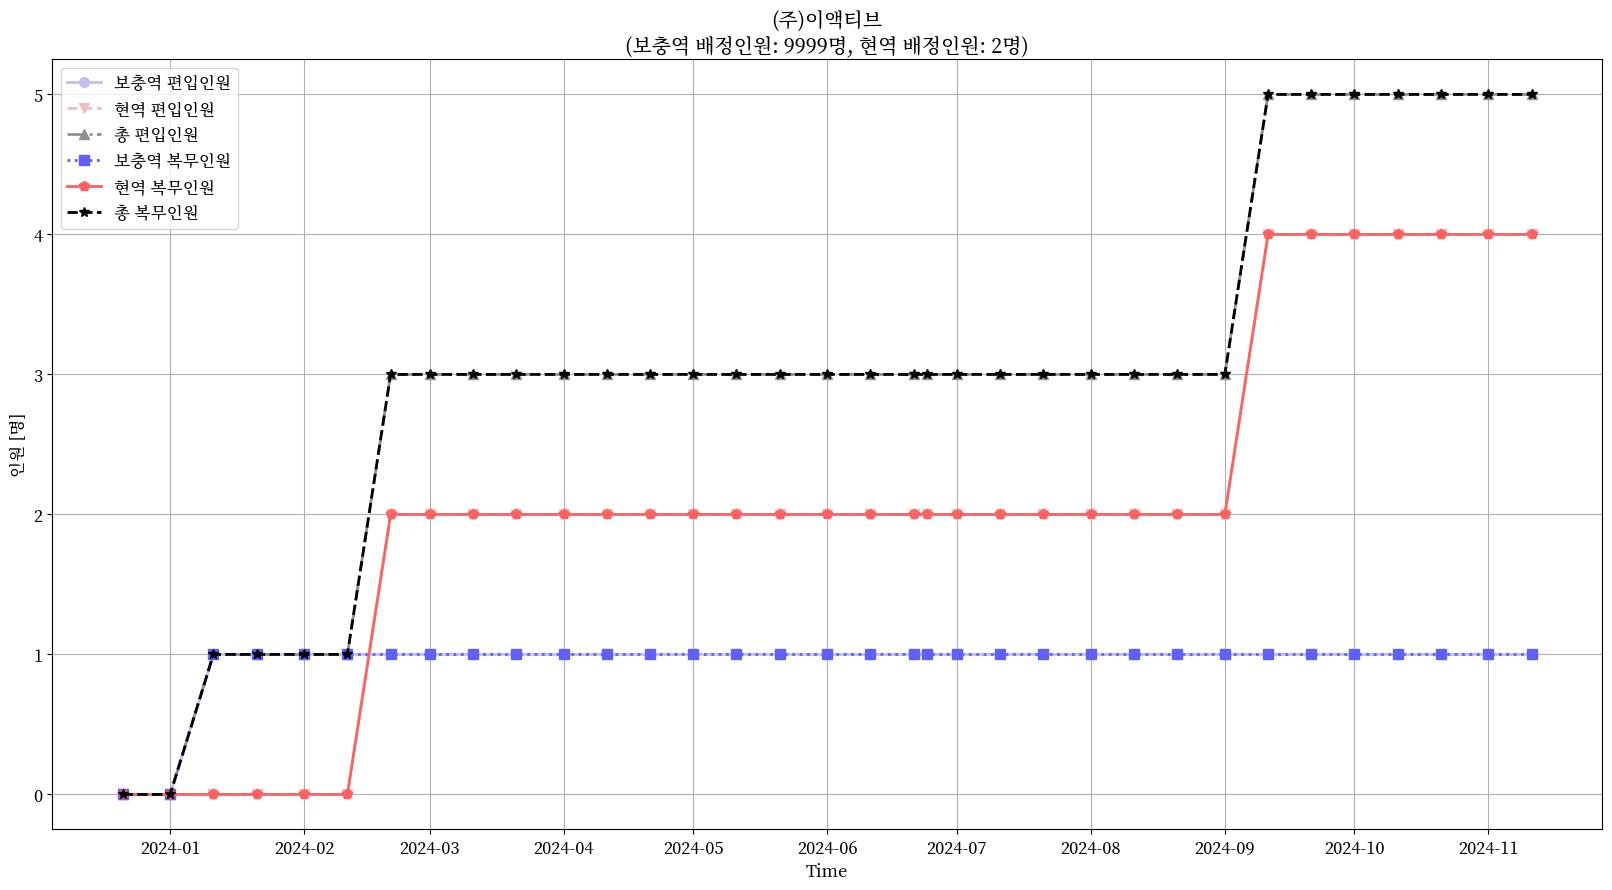 (주)이액티브
(보충역 배정인원: 9999명, 현역 배정인원: 2명)
보충역 편입인원
현역 편입인원
총 편입인원
보충역 복무인원
현역 복무인원
총 복무인원
인원 [명]
5
4
3
2
1
0
2024-01
2024-02
2024-03
2024-04
2024-05
2024-06
2024-07
2024-08
2024-09
2024-10
2024-11
Time